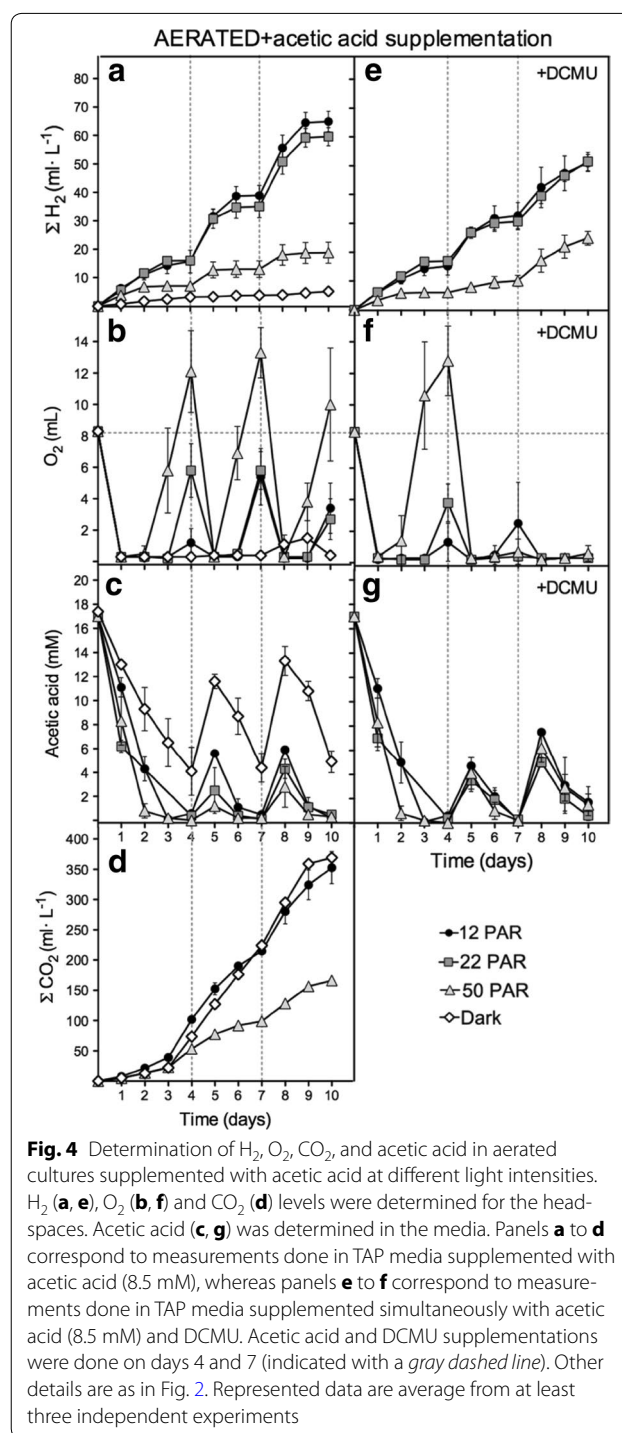 AERATED+acetic acid supplementation
a
Σ H₂ (ml· L⁻¹)
80
70
60
50
40
30
20
10
e
+DCMU
b
O₂ (mL)
14
12
10
8
6
4
2
f
+DCMU
c
Acetic acid (mM)
20
18
16
14
12
10
8
6
4
2
g
+DCMU
1 2 3 4 5 6 7 8 9 10
Time (days)
d
Σ CO₂ (ml· L⁻¹)
400
350
300
250
200
150
100
50
1 2 3 4 5 6 7 8 9 10
Time (days)
12 PAR
22 PAR
50 PAR
Dark
Fig. 4 Determination of H₂, O₂, CO₂, and acetic acid in aerated
cultures supplemented with acetic acid at different light intensities.
H₂ (a, e), O₂ (b, f) and CO₂ (d) levels were determined for the head-
spaces. Acetic acid (c, g) was determined in the media. Panels a to d
correspond to measurements done in TAP media supplemented with
acetic acid (8.5 mM), whereas panels e to f correspond to measure-
ments done in TAP media supplemented simultaneously with acetic
acid (8.5 mM) and DCMU. Acetic acid and DCMU supplementations
were done on days 4 and 7 (indicated with a gray dashed line). Other
details are as in Fig. 2. Represented data are average from at least
three independent experiments